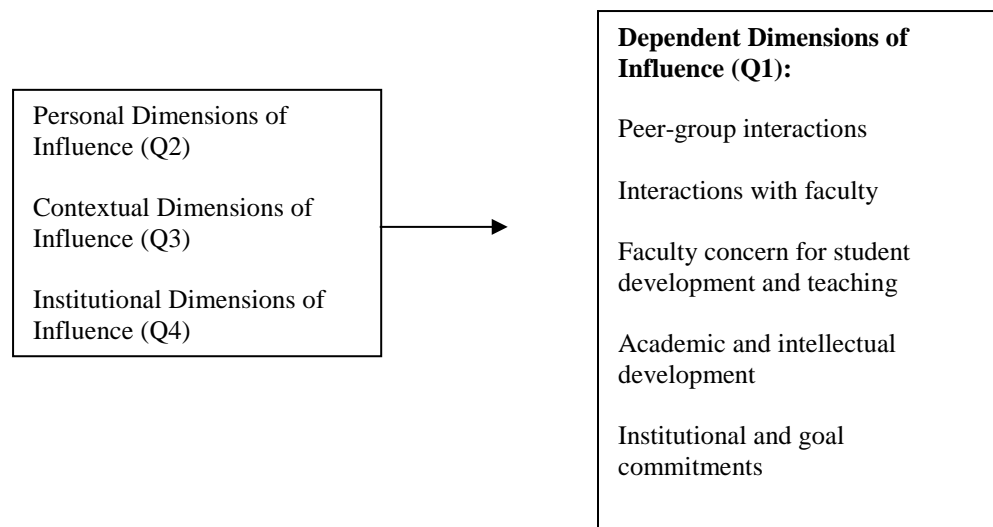 Personal Dimensions of
Influence (Q2)
Contextual Dimensions of
Influence (Q3)
Institutional Dimensions of
Influence (Q4)
Dependent Dimensions of
Influence (Q1):
Peer-group interactions
Interactions with faculty
Faculty concern for student
development and teaching
Academic and intellectual
development
Institutional and goal
commitments